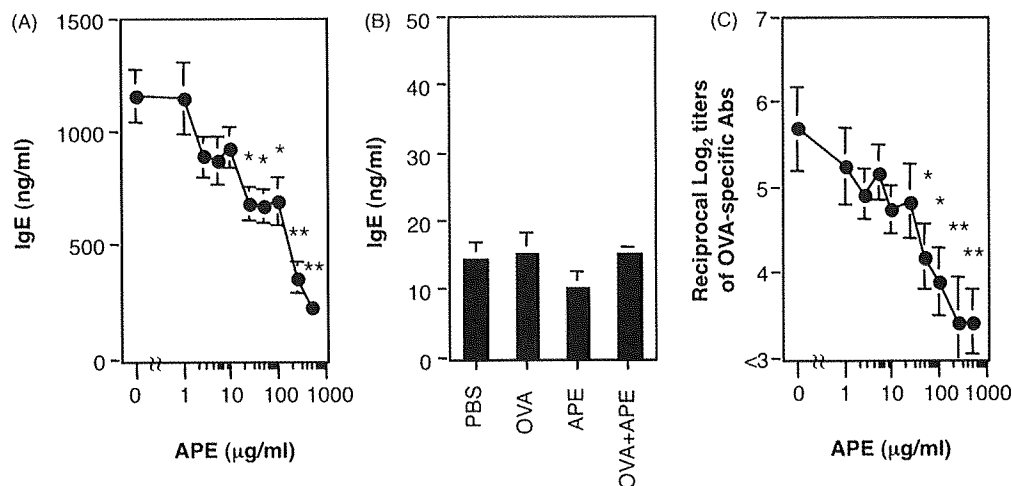 (A)
1500
1000
500
0
IgE (ng/ml)
*
*
*
**
**
0
1
10
100
1000
APE (μg/ml)
(B)
50
40
30
20
10
0
IgE (ng/ml)
PBS
OVA
APE
OVA+APE
(C)
7
6
5
4
<3
Reciprocal Log₂ titers
of OVA-specific Abs
*
*
**
**
0
1
10
100
1000
APE (μg/ml)